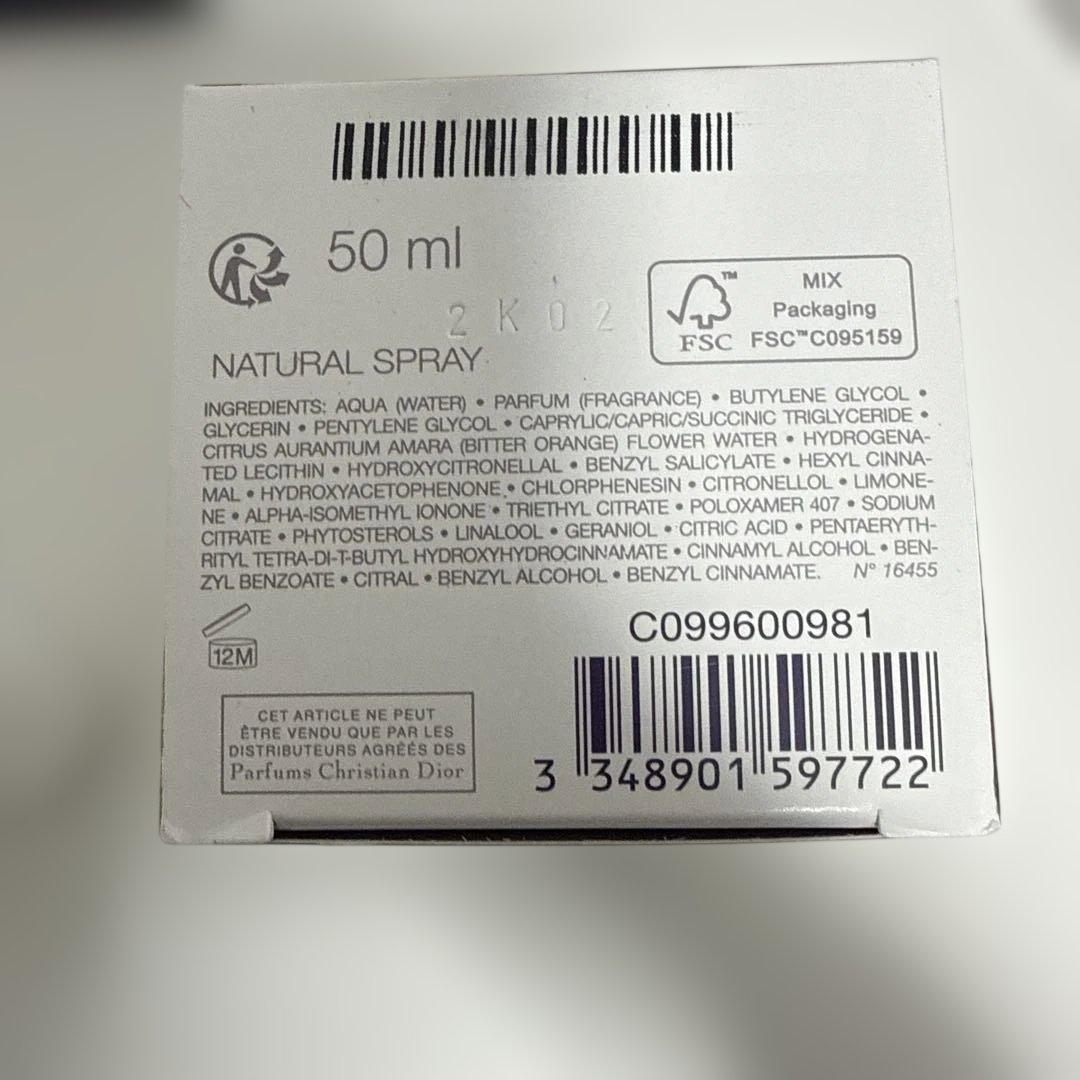 50 ml
2K02
NATURAL SPRAY
FSC™
MIX
Packaging
FSC™C095159
INGREDIENTS: AQUA (WATER) • PARFUM (FRAGRANCE) • BUTYLENE GLYCOL •
GLYCERIN • PENTYLENE GLYCOL • CAPRYLIC/CAPRIC/SUCCINIC TRIGLYCERIDE •
CITRUS AURANTIUM AMARA (BITTER ORANGE) FLOWER WATER • HYDROGENA-
TED LECITHIN • HYDROXYCITRONELLAL • BENZYL SALICYLATE • HEXYL CINNA-
MAL • HYDROXYACETOPHENONE • CHLORPHENESIN • CITRONELLOL • LIMONE-
NE • ALPHA-ISOMETHYL IONONE • TRIETHYL CITRATE • POLOXAMER 407 • SODIUM
CITRATE • PHYTOSTEROLS • LINALOOL • GERANIOL • CITRIC ACID • PENTAERYTH-
RITYL TETRA-DI-T-BUTYL HYDROXYHYDROCINNAMATE • CINNAMYL ALCOHOL • BEN-
ZYL BENZOATE • CITRAL • BENZYL ALCOHOL • BENZYL CINNAMATE. N° 16455
12M
CET ARTICLE NE PEUT
ÊTRE VENDU QUE PAR LES
DISTRIBUTEURS AGRÉÉS DES
Parfums Christian Dior
C099600981
3 348901 597722